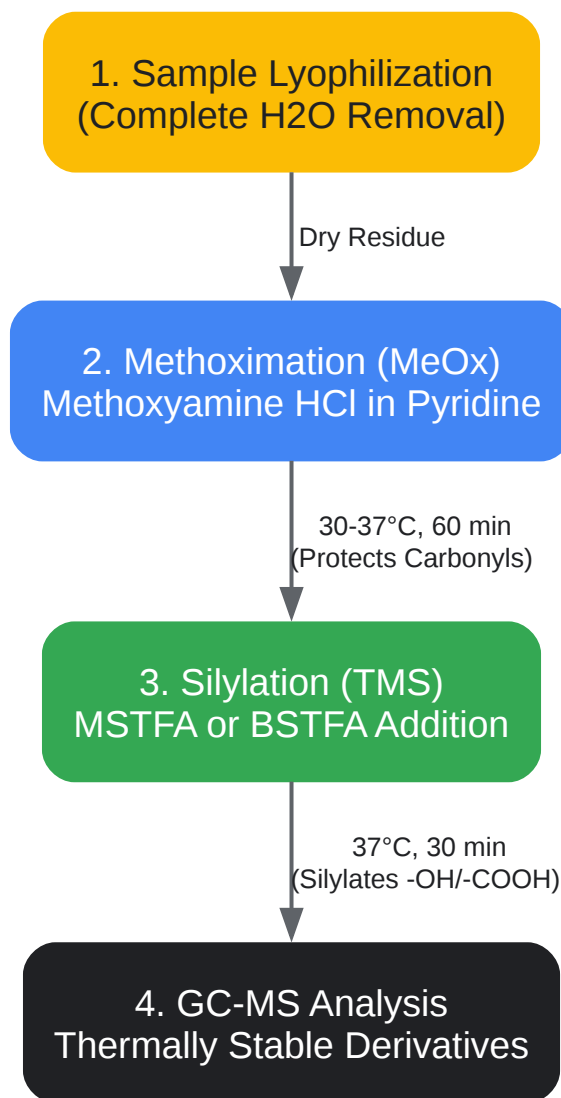 1. Sample Lyophilization
(Complete H2O Removal)
Dry Residue
2. Methoximation (MeOx)
Methoxyamine HCl in Pyridine
30-37°C, 60 min
(Protects Carbonyls)
3. Silylation (TMS)
MSTFA or BSTFA Addition
37°C, 30 min
(Silylates -OH/-COOH)
4. GC-MS Analysis
Thermally Stable Derivatives